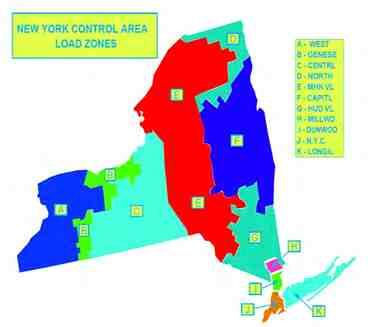 NEW YORK CONTROL AREA
LOAD ZONES
A - WEST
B - GENESE
C - CENTRL
D - NORTH
E - MHK VL
F - CAPITL
G - HUD VL
H - MILLWD
I - DUNWOD
J - N.Y.C
K - LONGIL
D
E
F
B
A
B
E
G
H
I
J
K